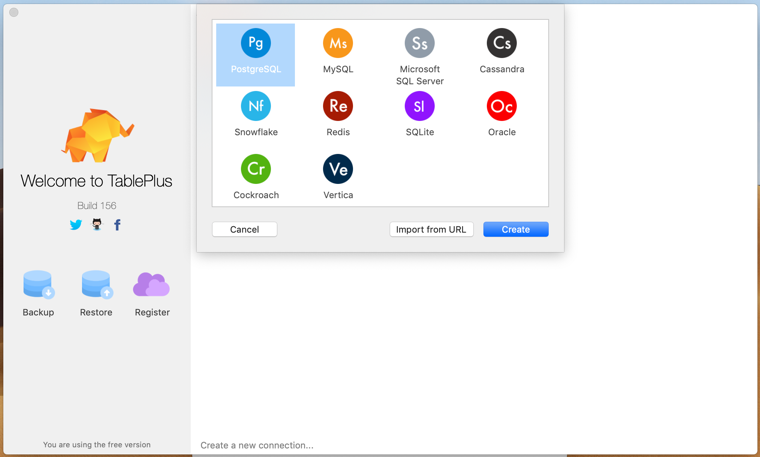 Pg
PostgreSQL
Ms
MySQL
Ss
Microsoft
SQL Server
Cs
Cassandra
Nf
Snowflake
Re
Redis
Sl
SQLite
Oc
Oracle
Cr
Cockroach
Ve
Vertica
Cancel
Import from URL
Create
Welcome to TablePlus
Build 156
Backup
Restore
Register
You are using the free version
Create a new connection...